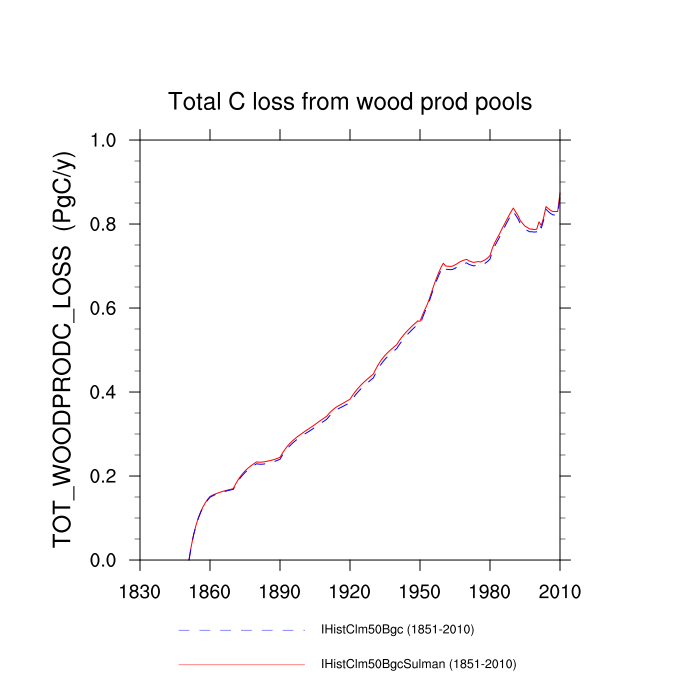 Total C loss from wood prod pools
TOT_WOODPRODC_LOSS (PgC/y)
1.0
0.8
0.6
0.4
0.2
0.0
1830 1860 1890 1920 1950 1980 2010
IHistClm50Bgc (1851-2010)
IHistClm50BgcSulman (1851-2010)